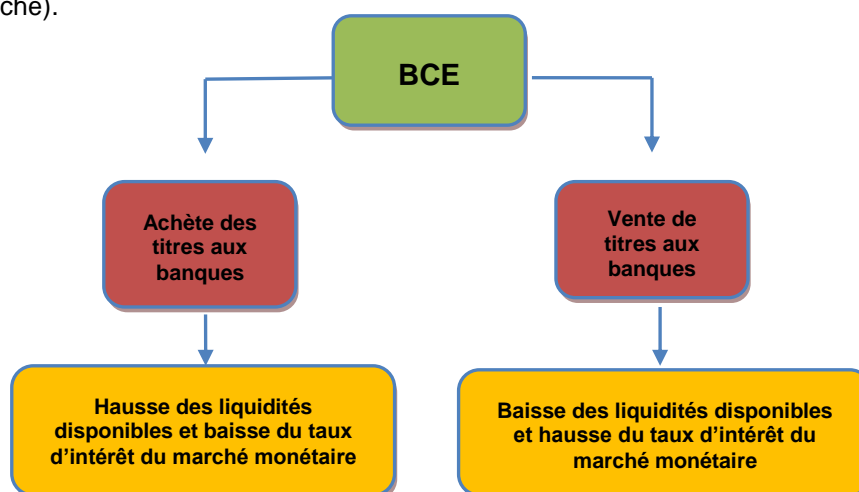 ché).
BCE
Achète des
titres aux
banques
Vente de
titres aux
banques
Hausse des liquidités
disponibles et baisse du taux
d’intérêt du marché monétaire
Baisse des liquidités disponibles
et hausse du taux d’intérêt du
marché monétaire